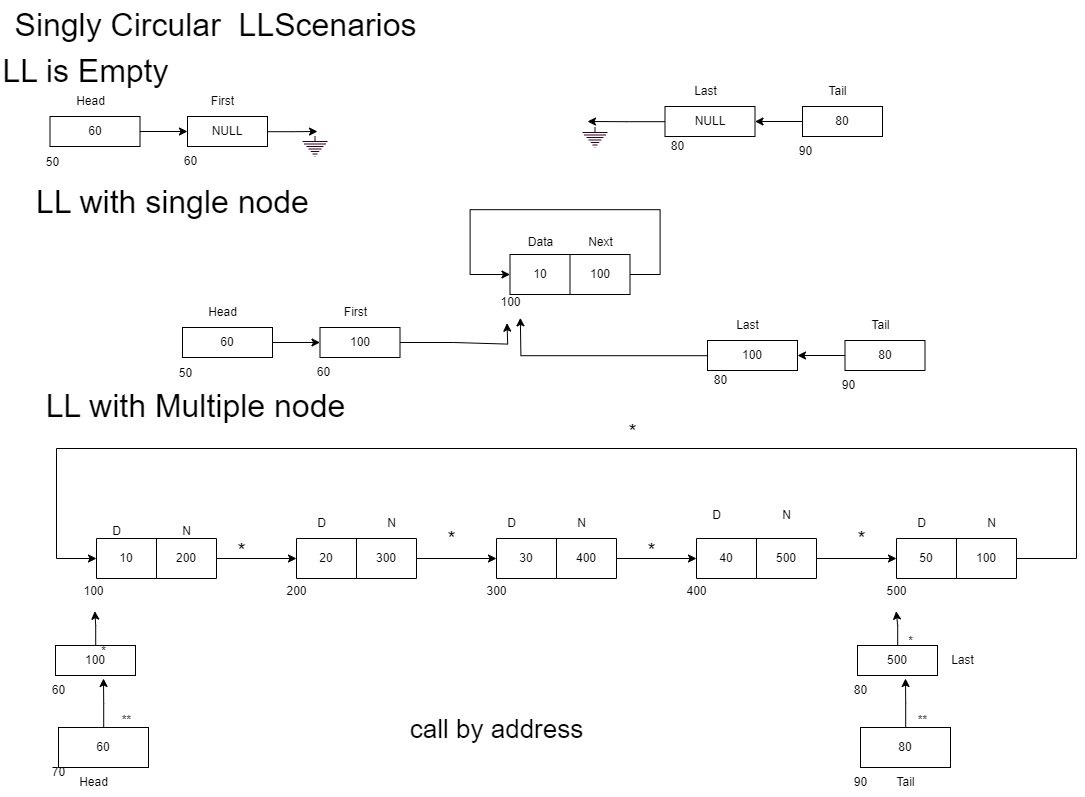 Singly Circular  LLScenarios
LL is Empty
Head First Last Tail
60 NULL NULL 80
50 60 80 90
LL with single node
Data Next
10 100
100
Head First Last Tail
60 100 100 80
50 60 80 90
LL with Multiple node
*
D N D N D N D N D N
10 200 * 20 300 * 30 400 * 40 500 * 50 100
100 200 300 400 500
* *
100 500 Last
60 80
** **
60 call by address 80
70 90
Head Tail